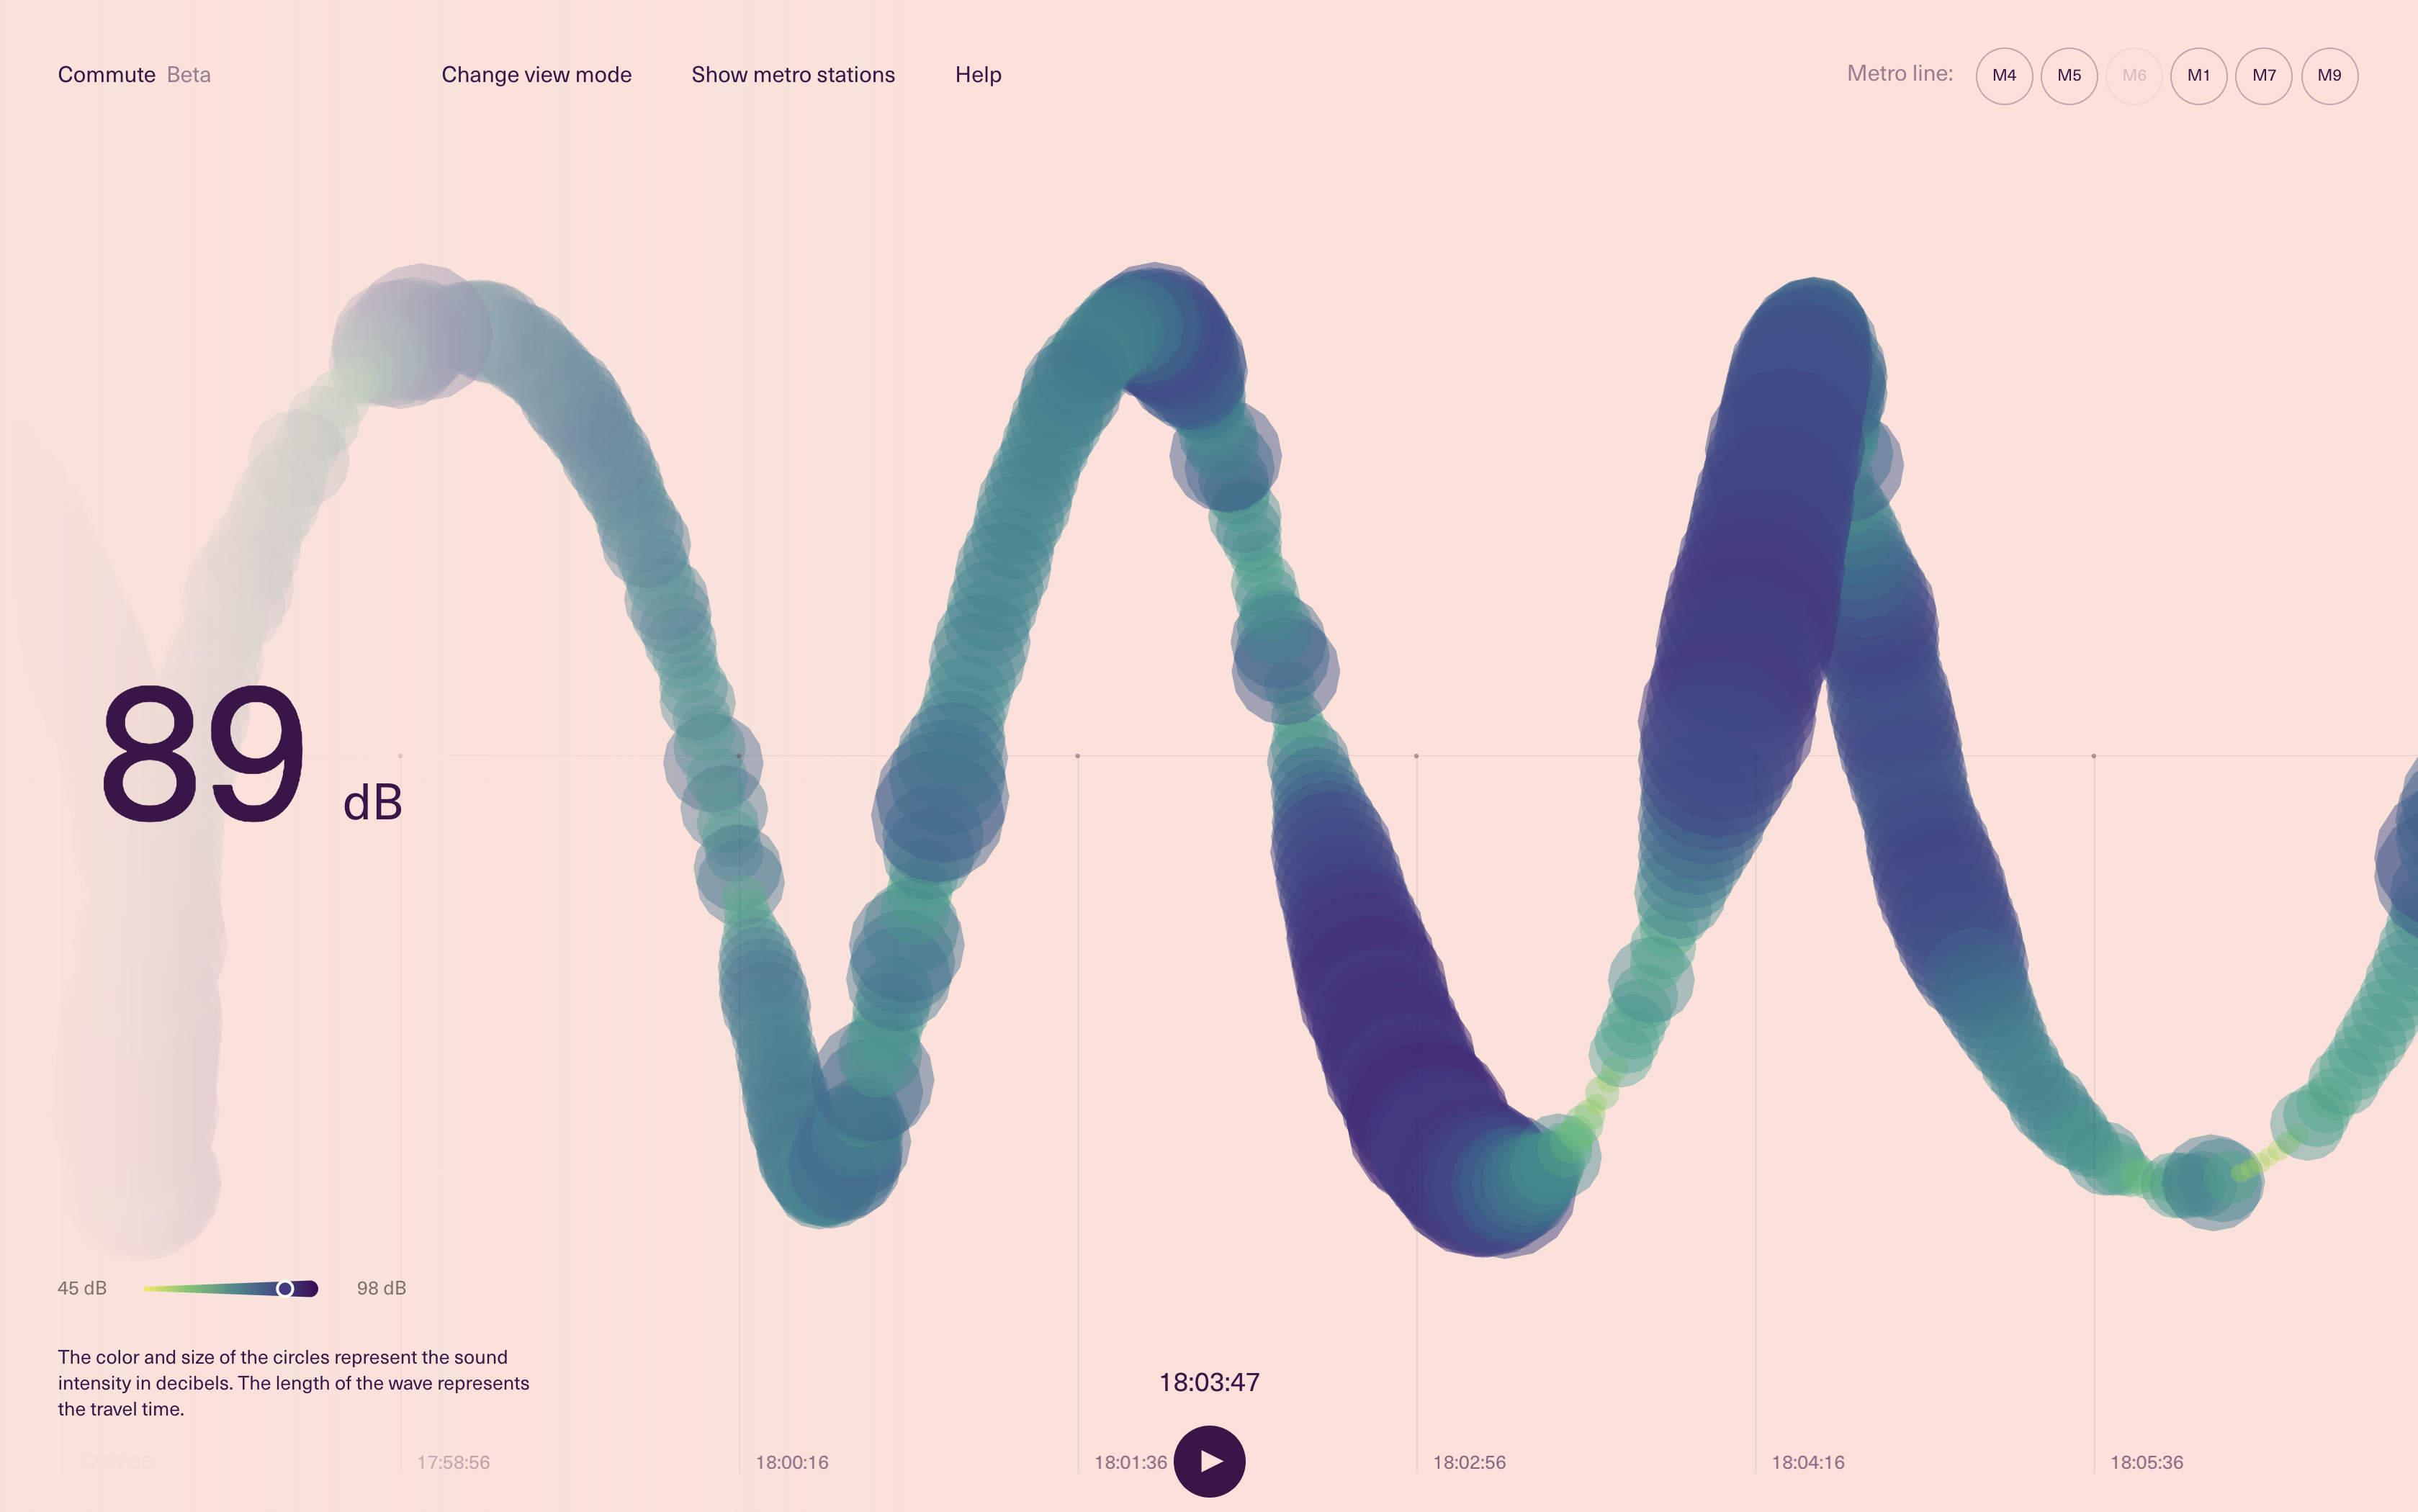 Commute Beta
Change view mode
Show metro stations
Help
Metro line:
M4
M5
M6
M1
M7
M9
89 dB
45 dB
98 dB
The color and size of the circles represent the sound
intensity in decibels. The length of the wave represents
the travel time.
18:03:47
17:57:36
17:58:56
18:00:16
18:01:36
18:02:56
18:04:16
18:05:36